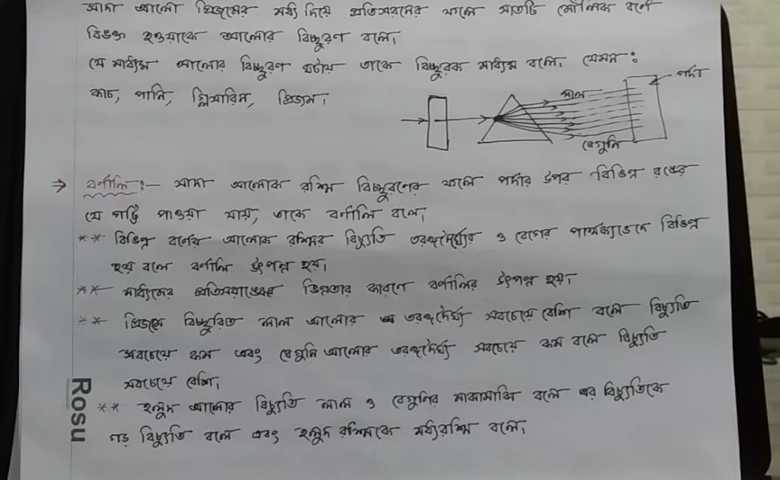 সাদা আলো প্রিজমের মধ্য দিয়ে প্রতিসরনের ফলে সাতটি মৌলিক বর্নে
বিভক্ত হওয়াকে আলোর বিচ্ছুরণ বলে।
যে মাধ্যম আলোর বিচ্ছুরণ ঘটায় তাকে বিচ্ছুরক মাধ্যম বলে। যেমন :
কাচ, পানি, গ্লিসারিন, প্রিজম।
লাল
পর্দা
বেগুনি
⇒ বর্ণালি :- সাদা আলোক রশ্মি বিচ্ছুরণের ফলে পর্দার উপর বিভিন্ন রঙের
যে পট্টি পাওয়া যায়, তাকে বর্ণালি বলে।
** বিভিন্ন বর্ণের আলোক রশ্মির বিচ্যুতি তরঙ্গদৈর্ঘ্যের ও বেগের পার্থক্যভেদে বিভিন্ন
হয় বলে বর্ণালি উৎপন্ন হয়।
** মাধ্যমের প্রতিসরাঙ্কের ভিন্নতার কারণে বর্ণালির উৎপন্ন হয়।
** প্রিজমে বিচ্ছুরিত লাল আলোর তরঙ্গদৈর্ঘ্য সবচেয়ে বেশি বলে বিচ্যুতি
সবচেয়ে কম এবং বেগুনি আলোর তরঙ্গদৈর্ঘ্য সবচেয়ে কম বলে বিচ্যুতি
সবচেয়ে বেশি।
** হলুদ আলোর বিচ্যুতি লাল ও বেগুনির মাঝামাঝি বলে এর বিচ্যুতিকে
গড় বিচ্যুতি বলে এবং হলুদ রশ্মিকে মধ্যরশ্মি বলে।
Rosu